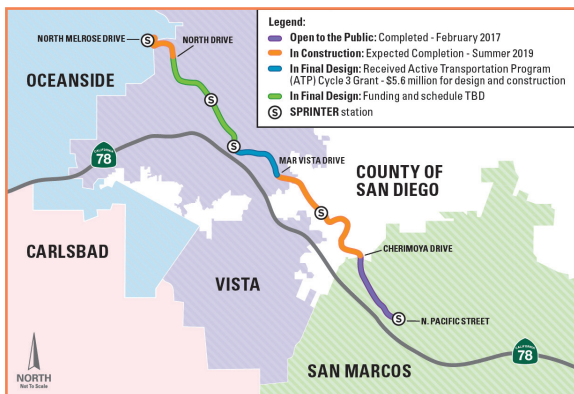 Legend:
Open to the Public: Completed - February 2017
In Construction: Expected Completion - Summer 2019
In Final Design: Received Active Transportation Program
(ATP) Cycle 3 Grant - $5.6 million for design and construction
In Final Design: Funding and schedule TBD
S SPRINTER station
NORTH MELROSE DRIVE
S
NORTH DRIVE
OCEANSIDE
S
CALIFORNIA
78
S
MAR VISTA DRIVE
COUNTY OF
SAN DIEGO
S
CARLSBAD
CHERIMOYA DRIVE
VISTA
S
N. PACIFIC STREET
CALIFORNIA
78
SAN MARCOS
NORTH
Not To Scale